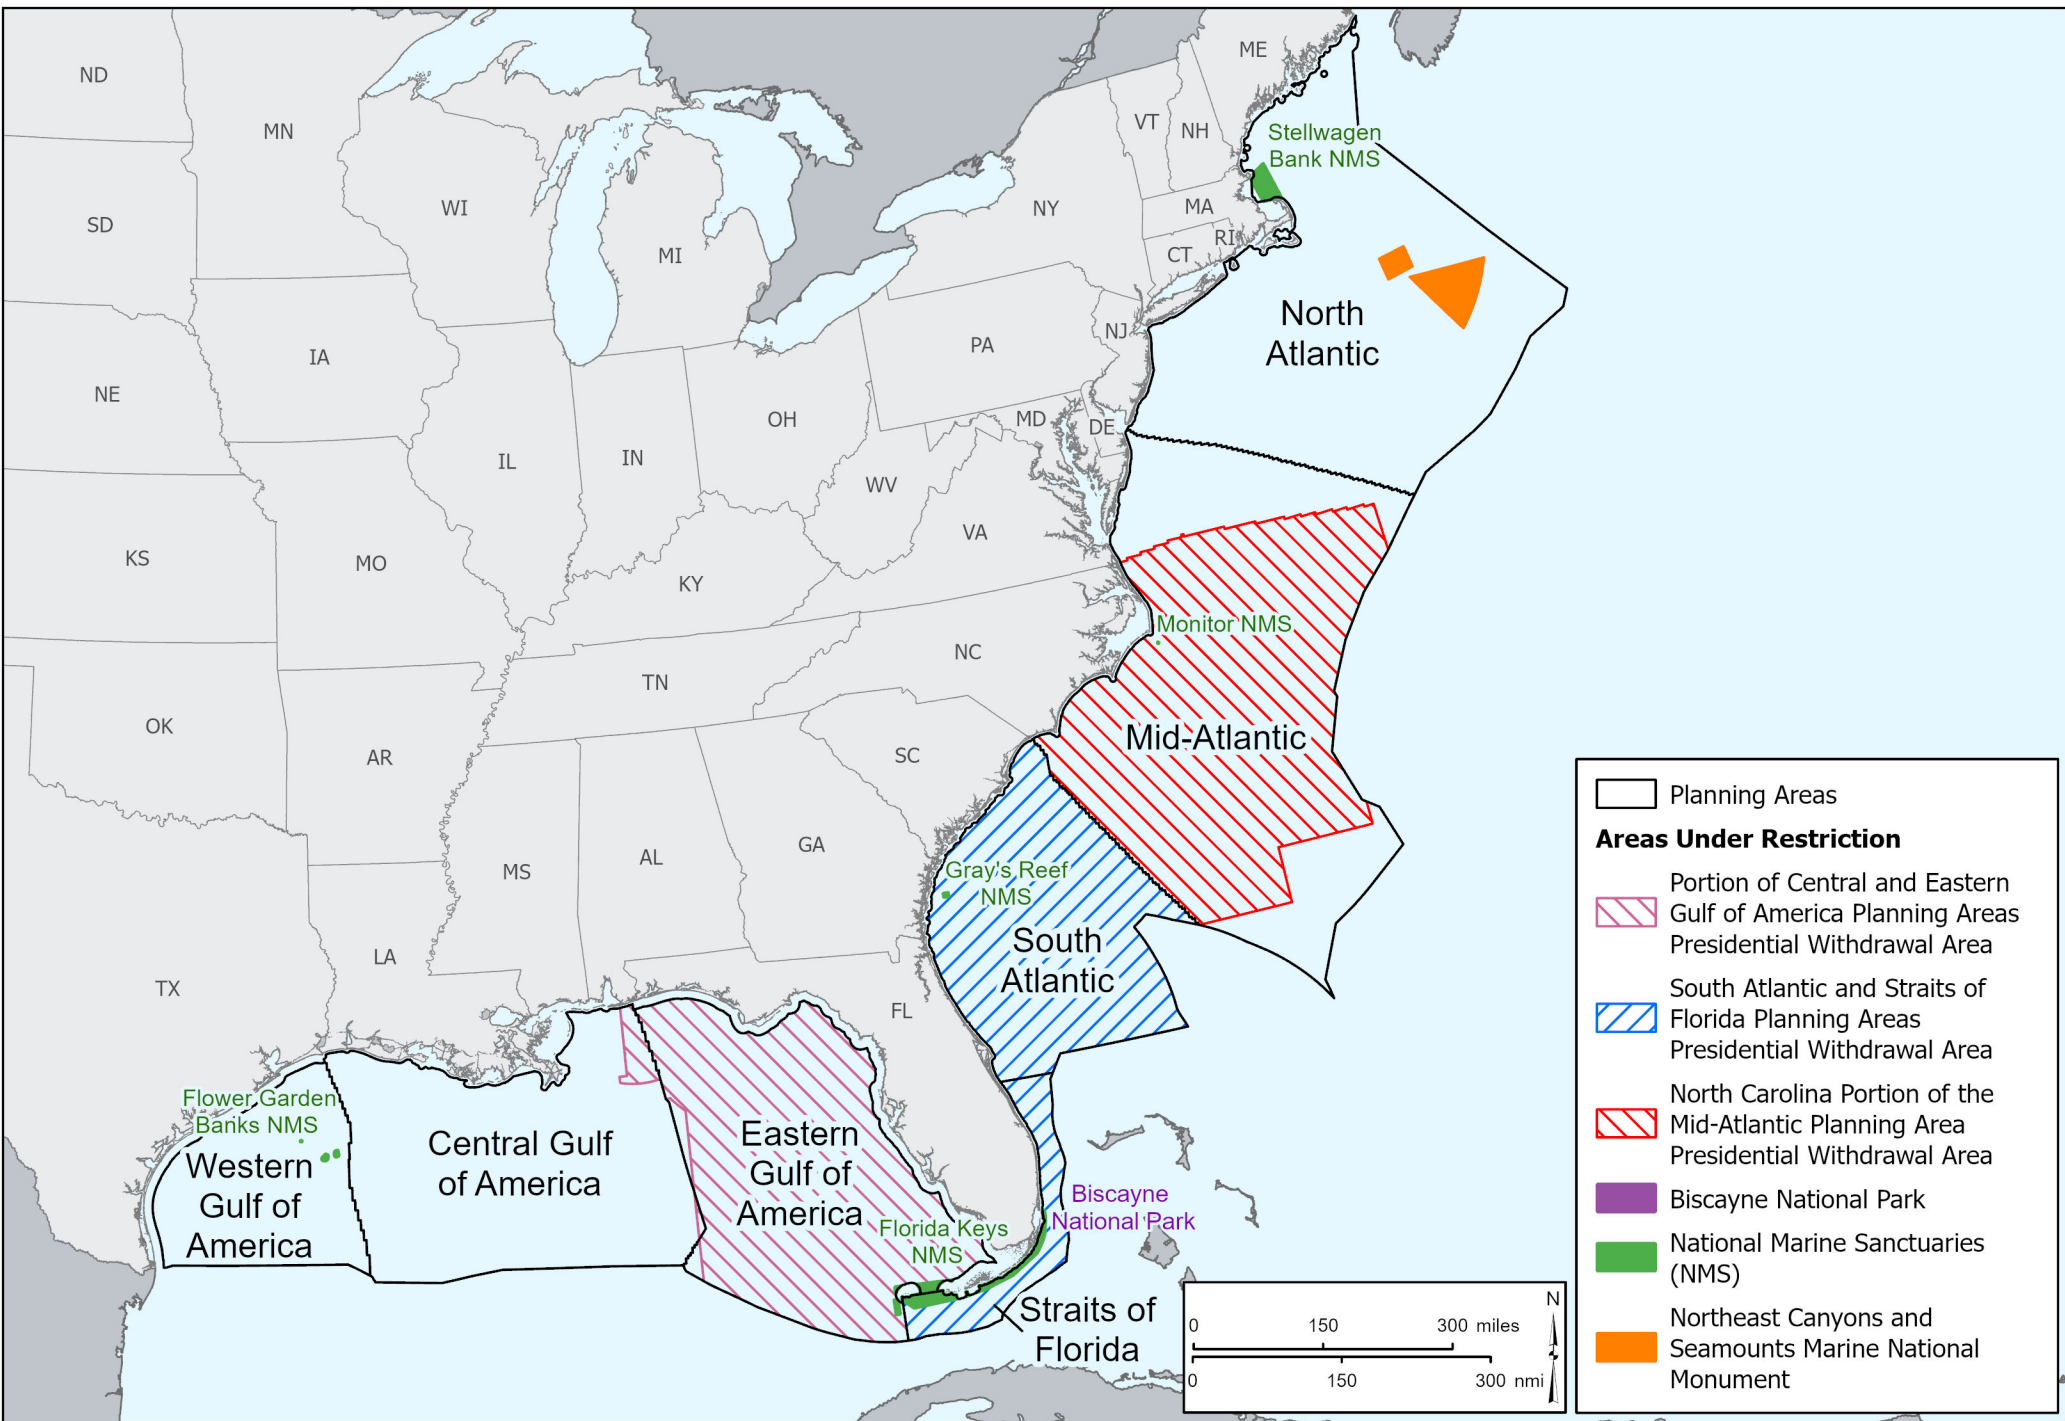 ND
MN
SD
WI
MI
NE
IA
IL
IN
OH
KS
MO
KY
WV
VA
OK
AR
TN
NC
SC
TX
LA
MS
AL
GA
FL
ME
VT
NH
NY
MA
RI
CT
PA
NJ
MD
DE
Stellwagen
Bank NMS
North
Atlantic
Monitor NMS
Mid-Atlantic
Gray's Reef
NMS
South
Atlantic
Flower Garden
Banks NMS
Western
Gulf of
America
Central Gulf
of America
Eastern
Gulf of
America
Florida Keys
NMS
Biscayne
National Park
Straits of
Florida
0 150 300 miles
0 150 300 nmi
N
Planning Areas
Areas Under Restriction
Portion of Central and Eastern
Gulf of America Planning Areas
Presidential Withdrawal Area
South Atlantic and Straits of
Florida Planning Areas
Presidential Withdrawal Area
North Carolina Portion of the
Mid-Atlantic Planning Area
Presidential Withdrawal Area
Biscayne National Park
National Marine Sanctuaries
(NMS)
Northeast Canyons and
Seamounts Marine National
Monument